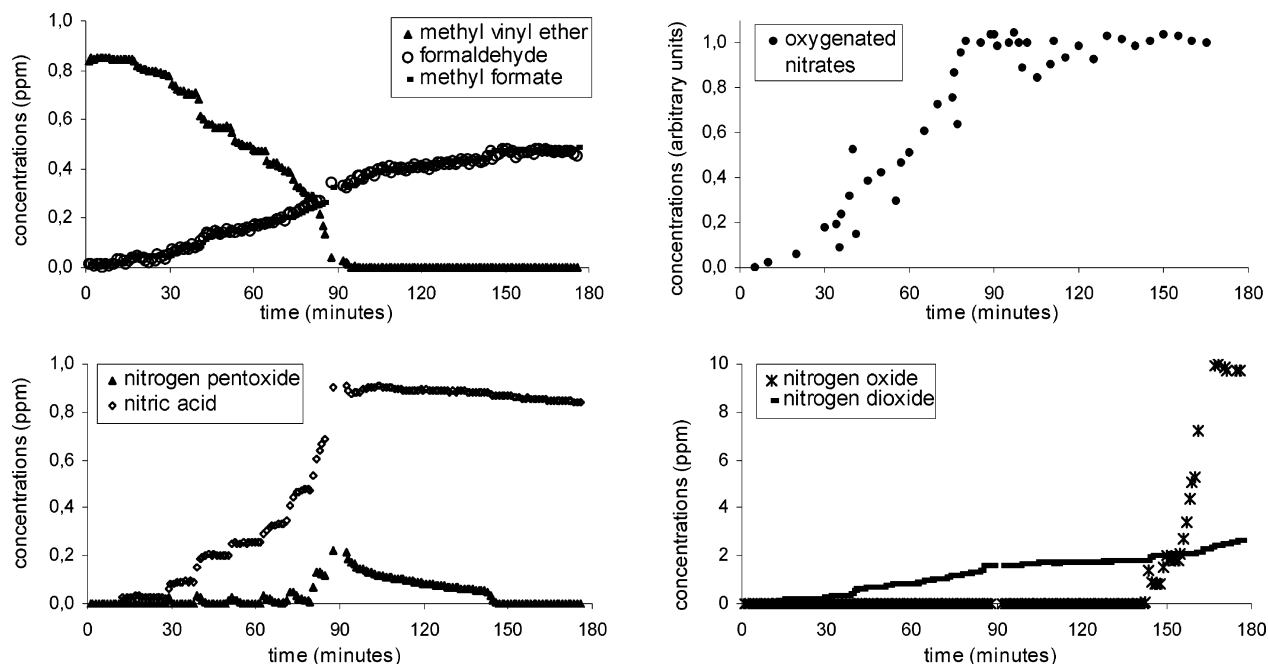 concentrations (ppm)
1,0
0,8
0,6
0,4
0,2
0,0
methyl vinyl ether
formaldehyde
methyl formate
0 30 60 90 120 150 180
time (minutes)
concentrations (arbitrary units)
1,0
0,8
0,6
0,4
0,2
0,0
oxygenated
nitrates
0 30 60 90 120 150 180
time (minutes)
concentrations (ppm)
1,0
0,8
0,6
0,4
0,2
0,0
nitrogen pentoxide
nitric acid
0 30 60 90 120 150 180
time (minutes)
concentrations (ppm)
10
8
6
4
2
0
nitrogen oxide
nitrogen dioxide
0 30 60 90 120 150 180
time (minutes)